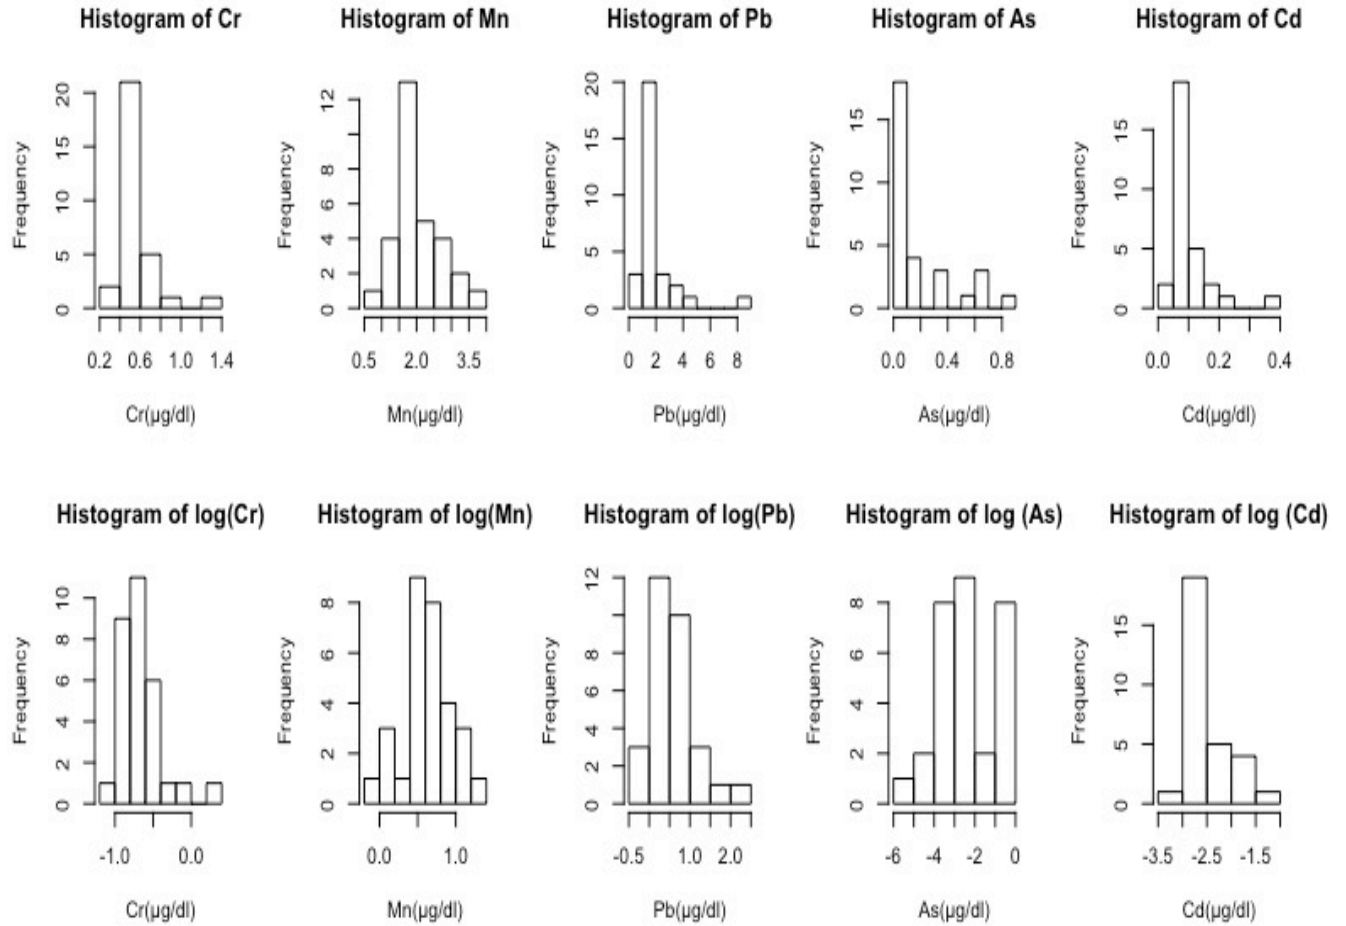 Histogram of Cr
Frequency
0 5 10 15 20
0.2 0.6 1.0 1.4
Cr(µg/dl)
Histogram of Mn
Frequency
0 2 4 6 8 12
0.5 2.0 3.5
Mn(µg/dl)
Histogram of Pb
Frequency
0 5 10 15 20
0 2 4 6 8
Pb(µg/dl)
Histogram of As
Frequency
0 5 10 15
0.0 0.4 0.8
As(µg/dl)
Histogram of Cd
Frequency
0 5 10 15
0.0 0.2 0.4
Cd(µg/dl)
Histogram of log(Cr)
Frequency
0 2 4 6 8 10
-1.0 0.0
Cr(µg/dl)
Histogram of log(Mn)
Frequency
0 2 4 6 8
0.0 1.0
Mn(µg/dl)
Histogram of log(Pb)
Frequency
0 2 4 6 8 12
-0.5 1.0 2.0
Pb(µg/dl)
Histogram of log (As)
Frequency
0 2 4 6 8
-6 -4 -2 0
As(µg/dl)
Histogram of log (Cd)
Frequency
0 5 10 15
-3.5 -2.5 -1.5
Cd(µg/dl)